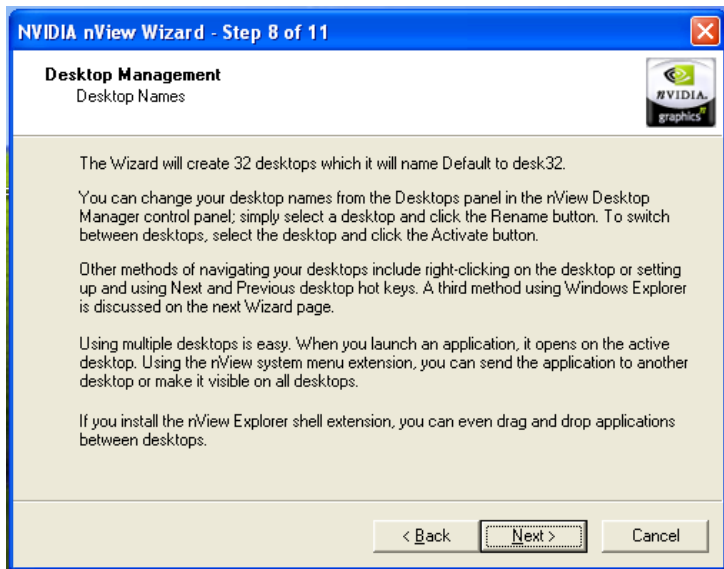 NVIDIA nView Wizard - Step 8 of 11
Desktop Management
Desktop Names
NVIDIA.
graphics
The Wizard will create 32 desktops which it will name Default to desk32.
You can change your desktop names from the Desktops panel in the nView Desktop
Manager control panel; simply select a desktop and click the Rename button. To switch
between desktops, select the desktop and click the Activate button.
Other methods of navigating your desktops include right-clicking on the desktop or setting
up and using Next and Previous desktop hot keys. A third method using Windows Explorer
is discussed on the next Wizard page.
Using multiple desktops is easy. When you launch an application, it opens on the active
desktop. Using the nView system menu extension, you can send the application to another
desktop or make it visible on all desktops.
If you install the nView Explorer shell extension, you can even drag and drop applications
between desktops.
< Back Next > Cancel